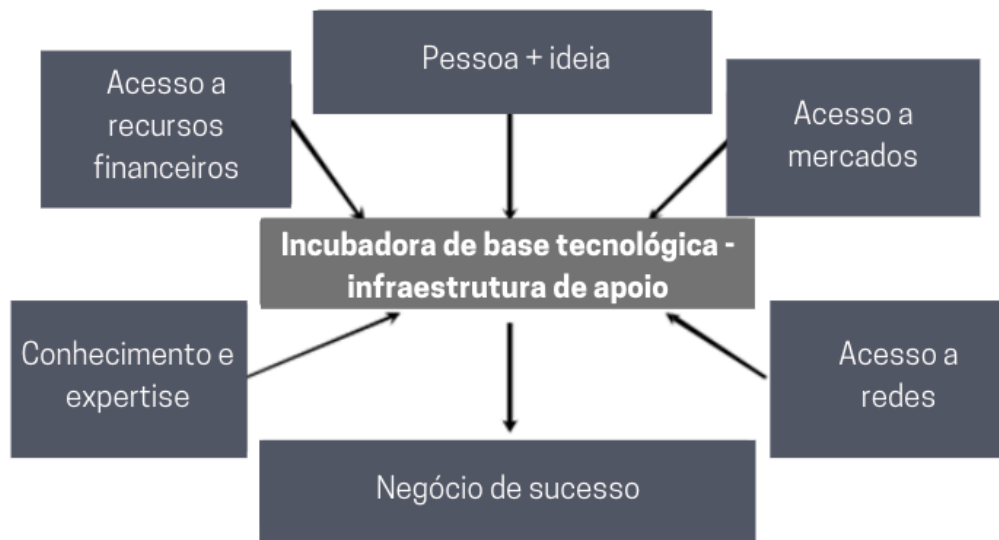 Pessoa + ideia
Acesso a
recursos
financeiros
Acesso a
mercados
Incubadora de base tecnológica -
infraestrutura de apoio
Conhecimento e
expertise
Acesso a
redes
Negócio de sucesso